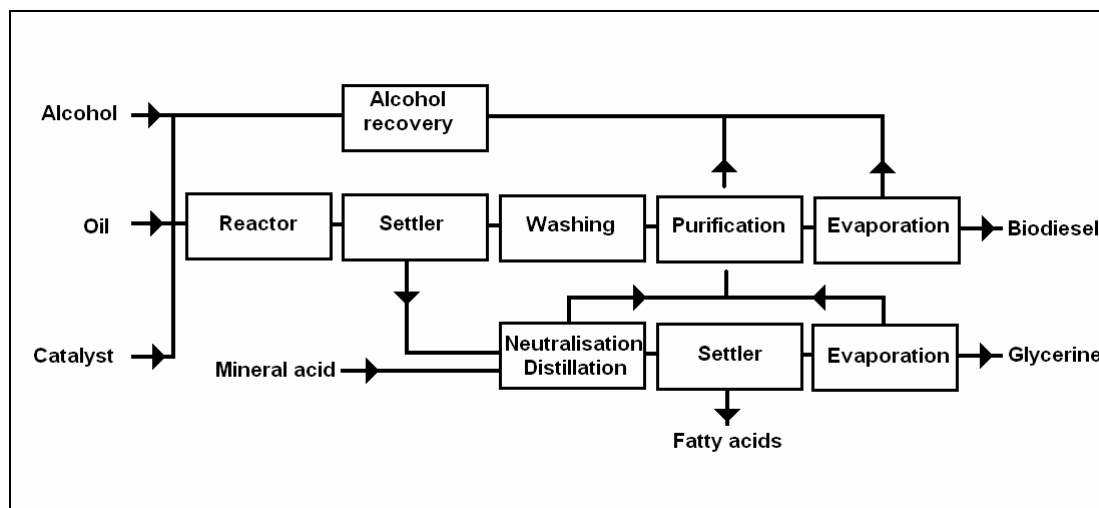 Alcohol
Alcohol
recovery
Oil
Reactor
Settler
Washing
Purification
Evaporation
Biodiesel
Catalyst
Mineral acid
Neutralisation
Distillation
Settler
Evaporation
Glycerine
Fatty acids